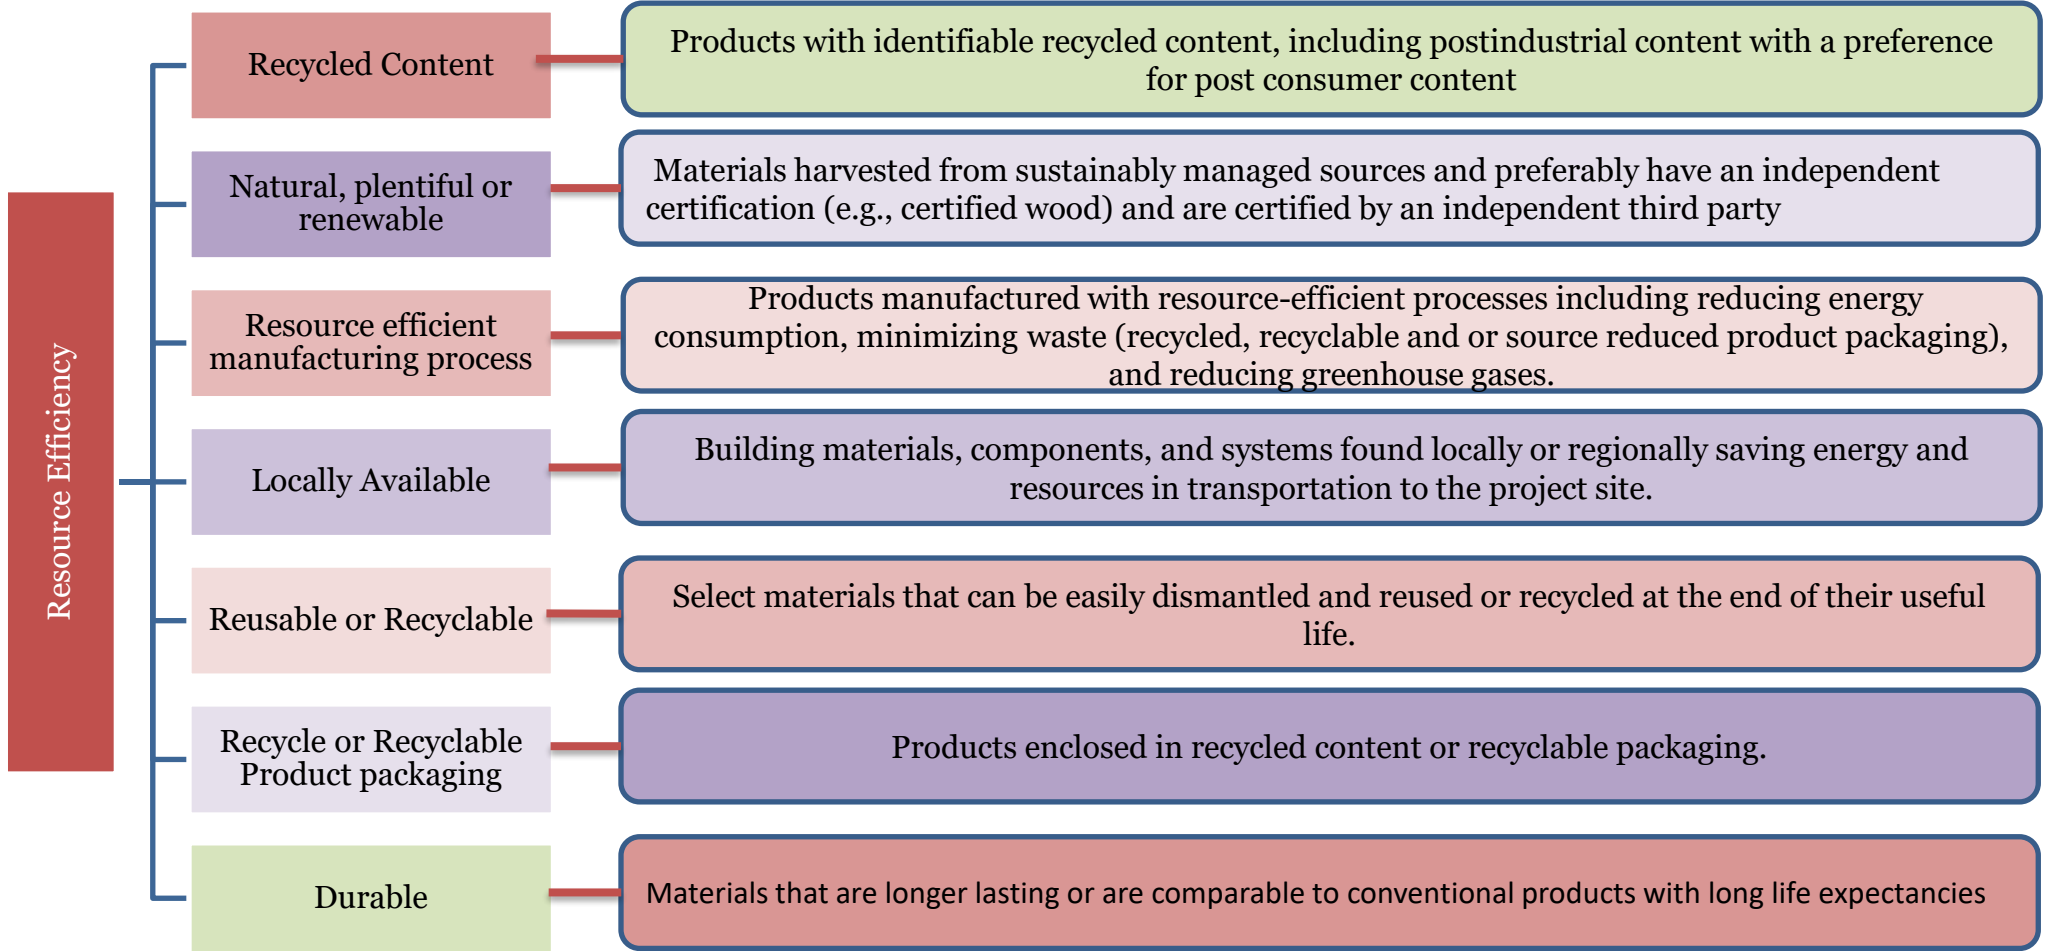 Resource Efficiency
Recycled Content
Products with identifiable recycled content, including postindustrial content with a preference
for post consumer content
Natural, plentiful or
renewable
Materials harvested from sustainably managed sources and preferably have an independent
certification (e.g., certified wood) and are certified by an independent third party
Resource efficient
manufacturing process
Products manufactured with resource-efficient processes including reducing energy
consumption, minimizing waste (recycled, recyclable and or source reduced product packaging),
and reducing greenhouse gases.
Locally Available
Building materials, components, and systems found locally or regionally saving energy and
resources in transportation to the project site.
Reusable or Recyclable
Select materials that can be easily dismantled and reused or recycled at the end of their useful
life.
Recycle or Recyclable
Product packaging
Products enclosed in recycled content or recyclable packaging.
Durable
Materials that are longer lasting or are comparable to conventional products with long life expectancies